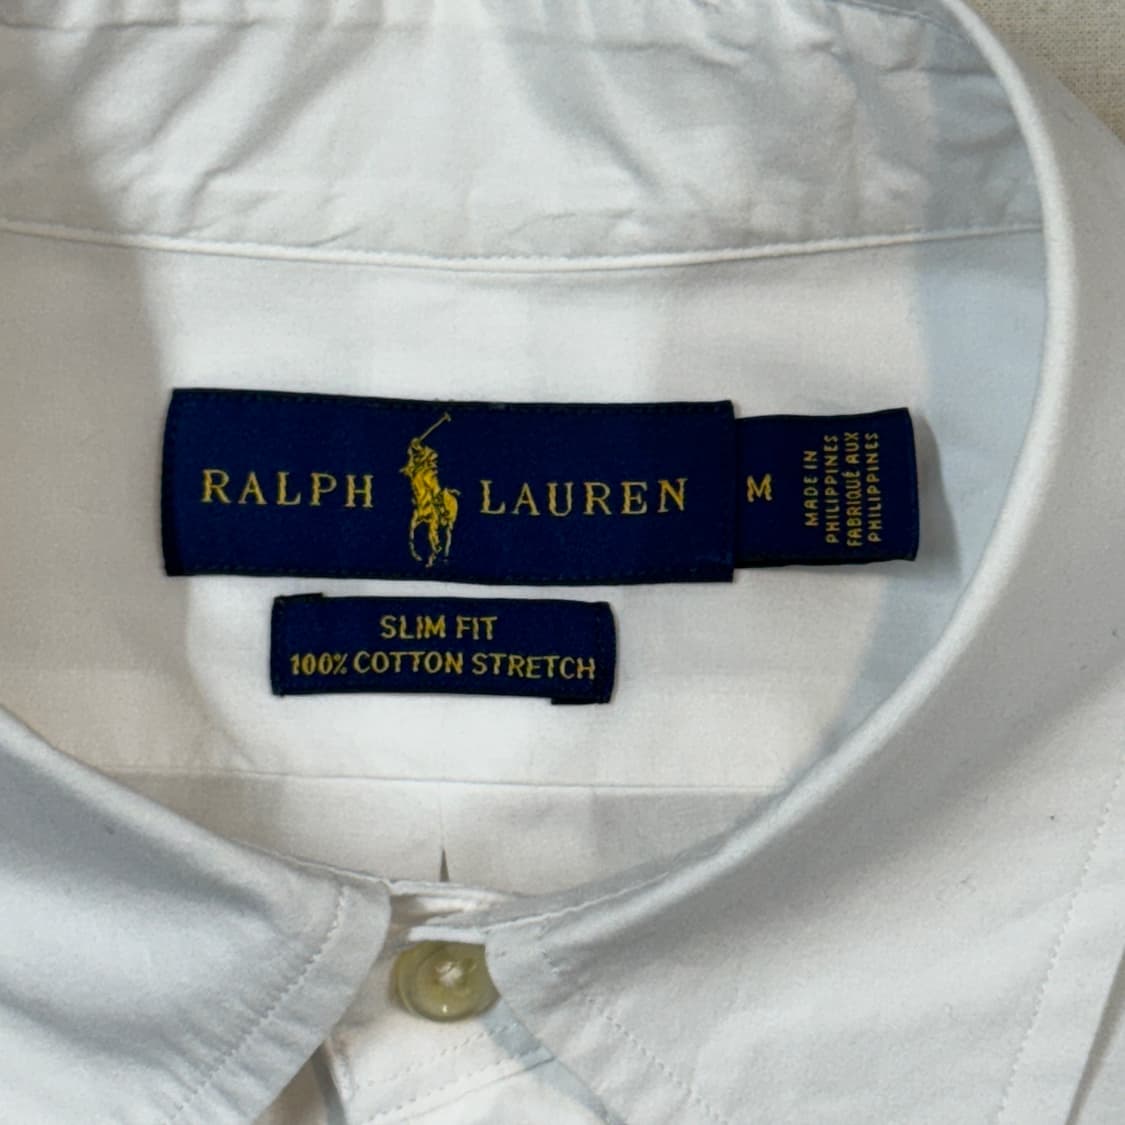 RALPH LAUREN
M
MADE IN
PHILIPPINES
FABRIQUÉ AUX
PHILIPPINES
SLIM FIT
100% COTTON STRETCH